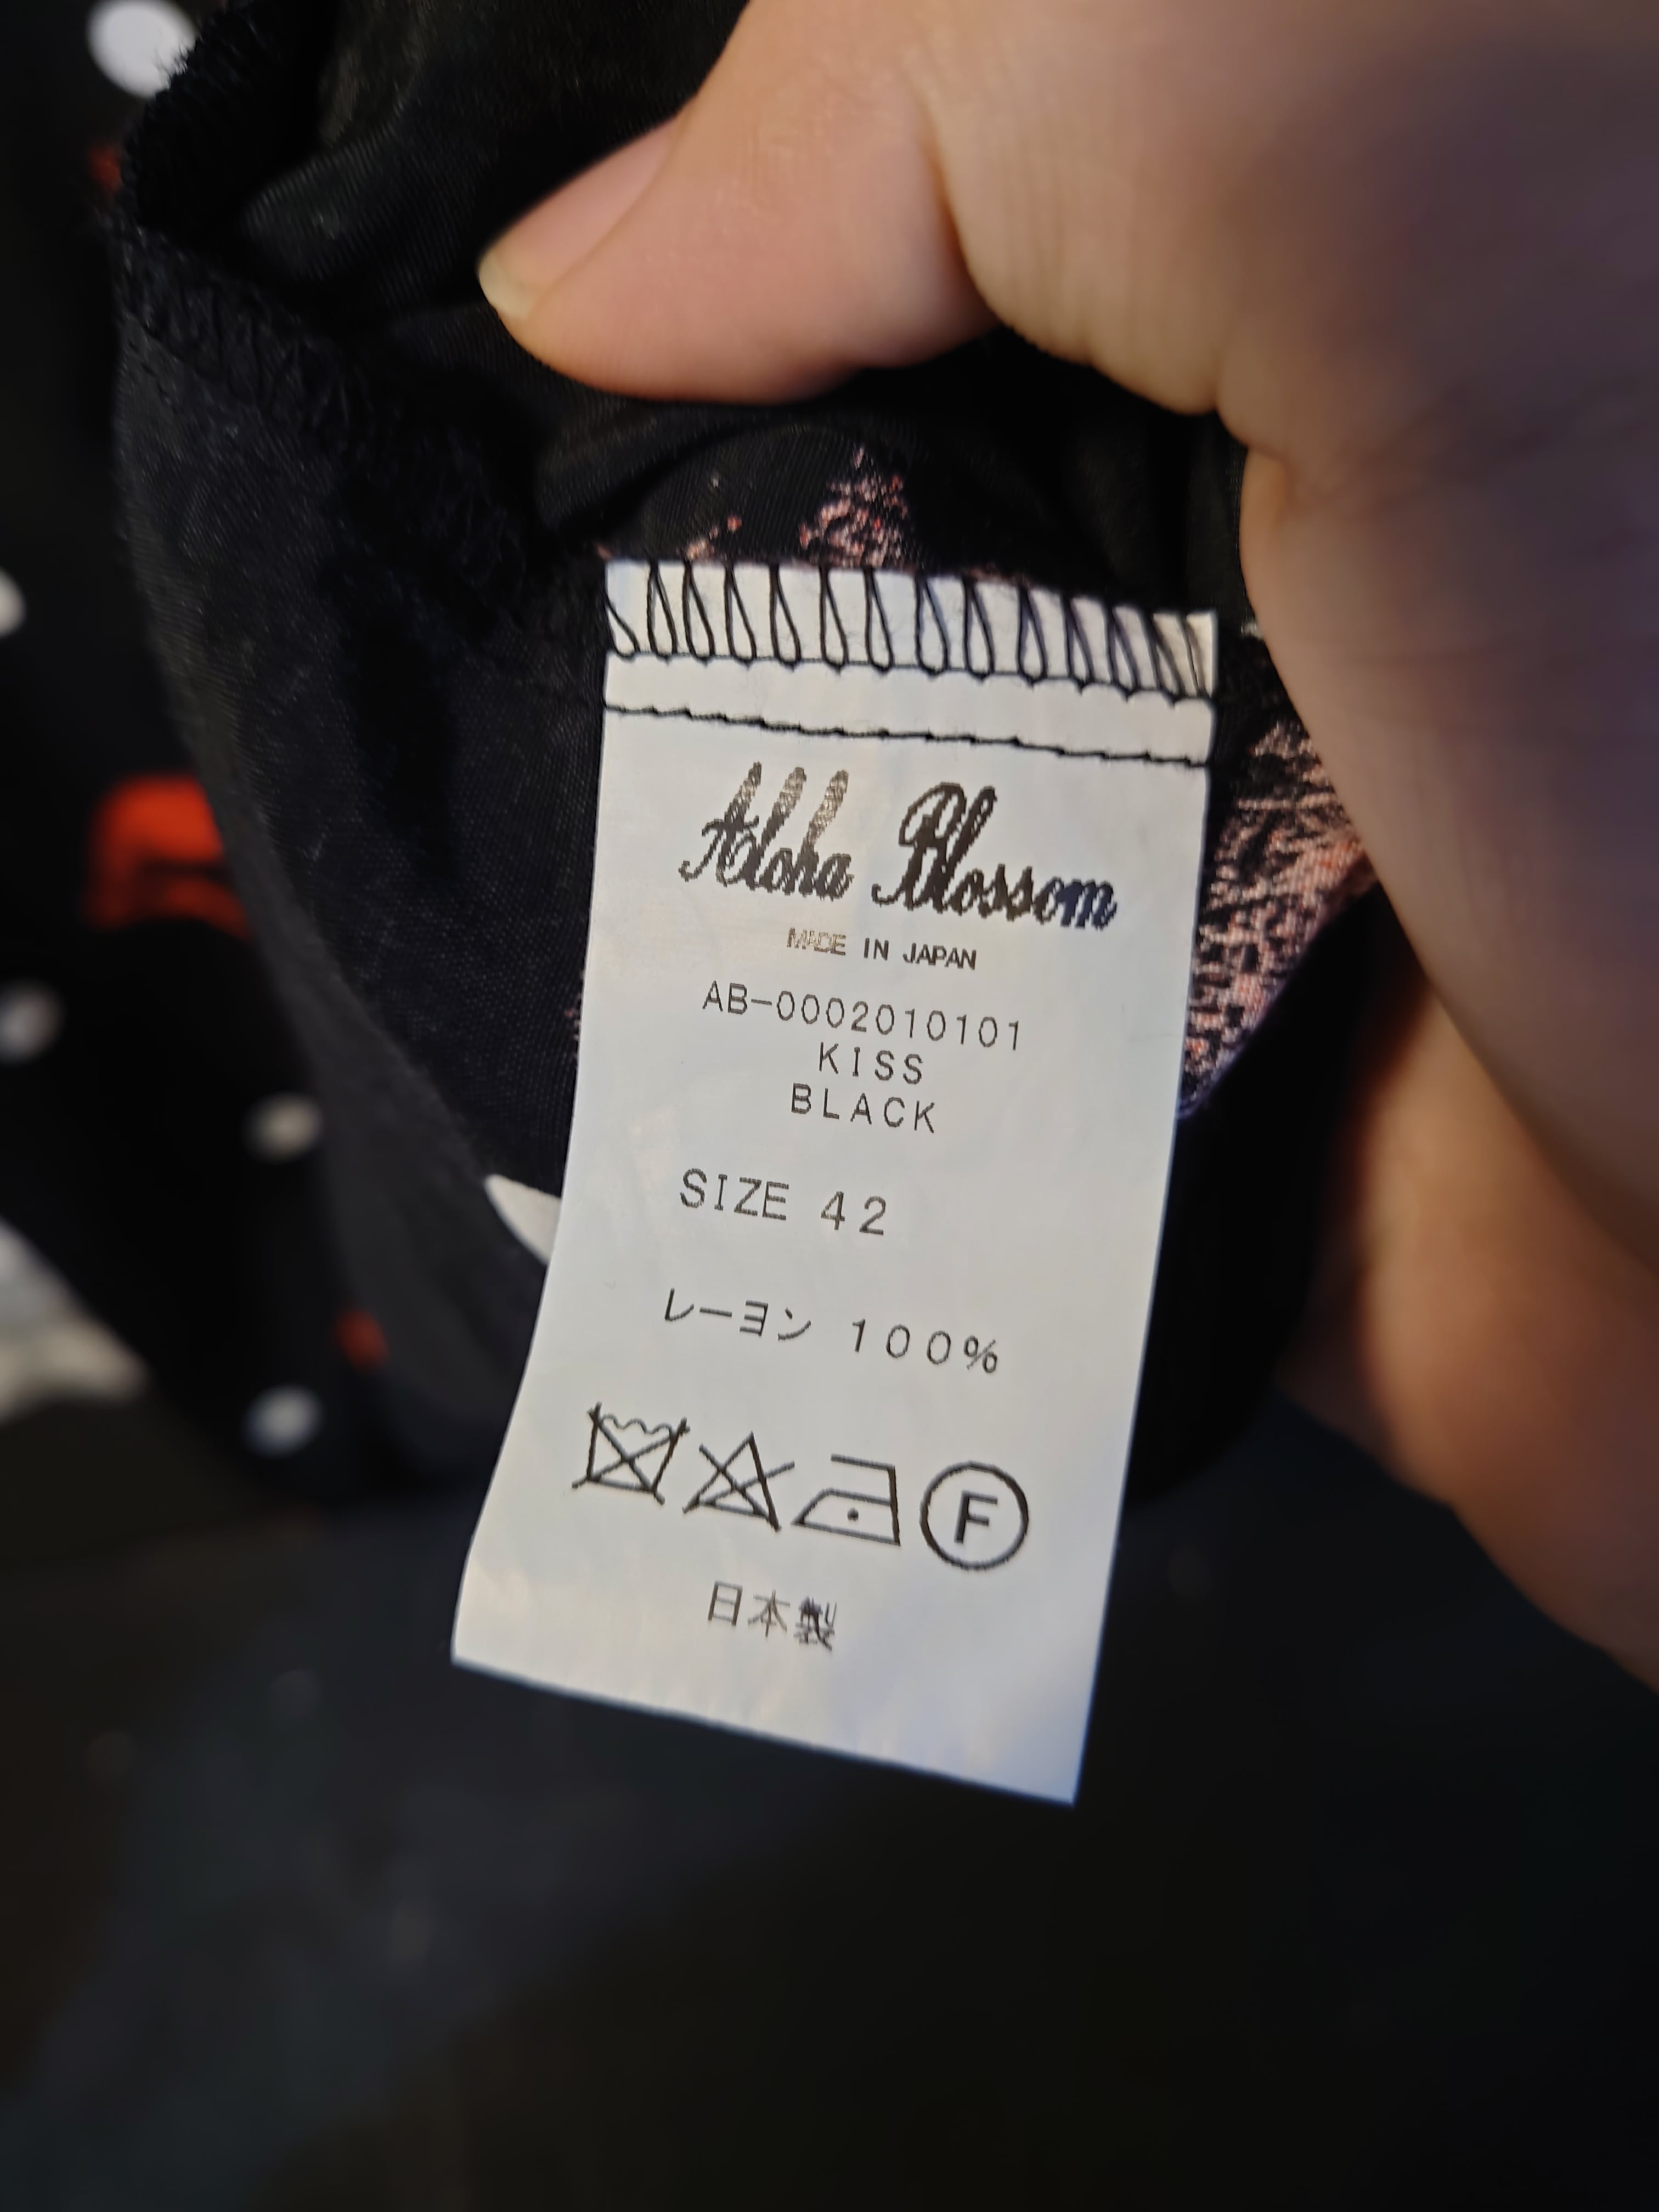 Aloha Blossom
MADE IN JAPAN
AB-0002010101
KISS
BLACK
SIZE 42
レーヨン 100%
F
日本製